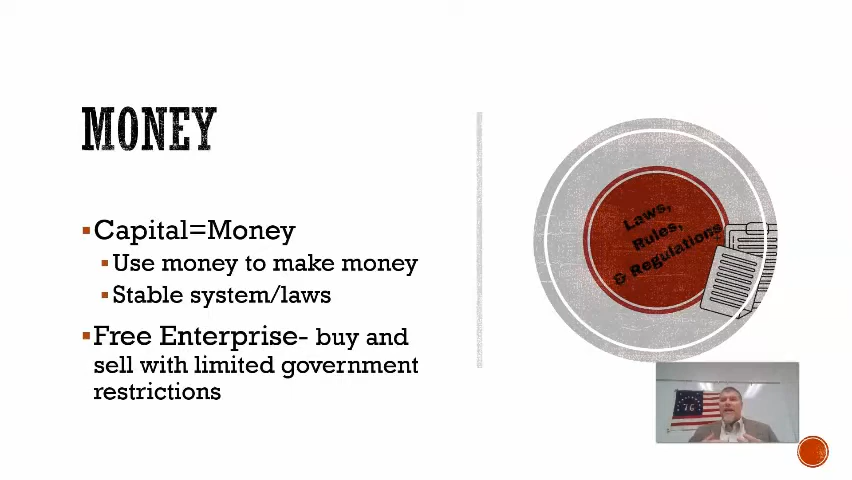 MONEY
Capital=Money
Use money to make money
Stable system/laws
Free Enterprise- buy and
sell with limited government
restrictions
Laws,
Rules,
& Regulations
76